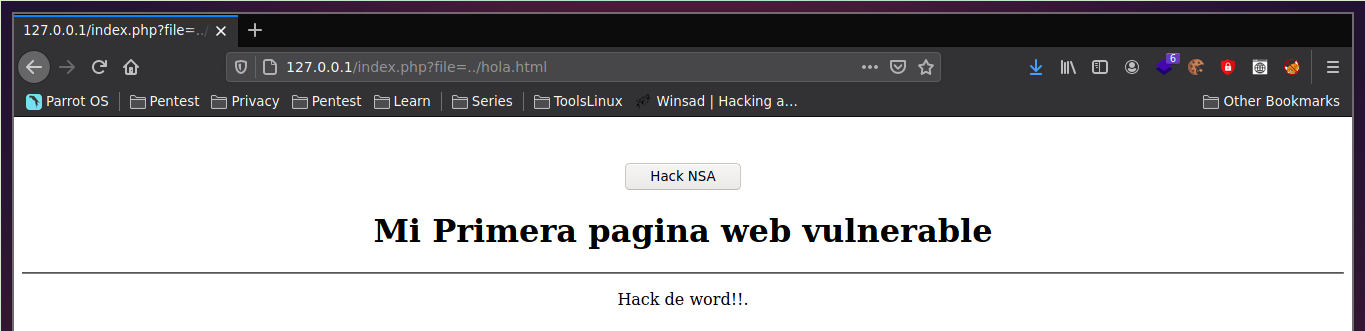 127.0.0.1/index.php?file=../
127.0.0.1/index.php?file=../hola.html
6
Parrot OS Pentest Privacy Pentest Learn Series ToolsLinux Winsad | Hacking a... Other Bookmarks
Hack NSA
Mi Primera pagina web vulnerable
Hack de word!!.